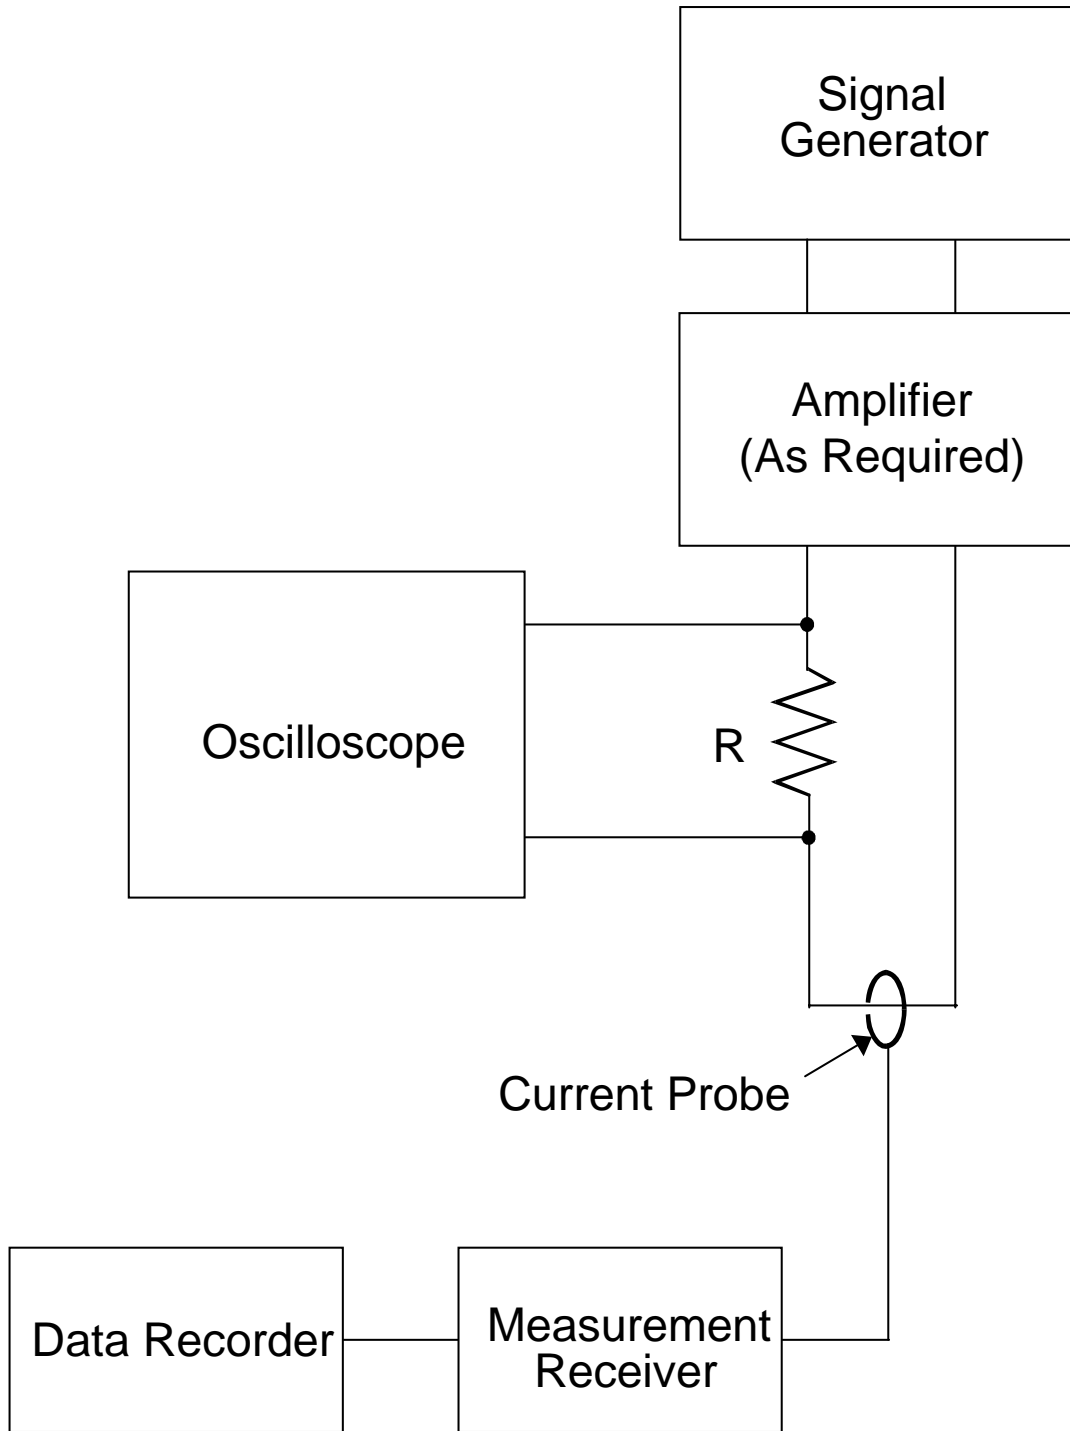 Signal
Generator
Amplifier
(As Required)
Oscilloscope
R
Current Probe
Data Recorder
Measurement
Receiver